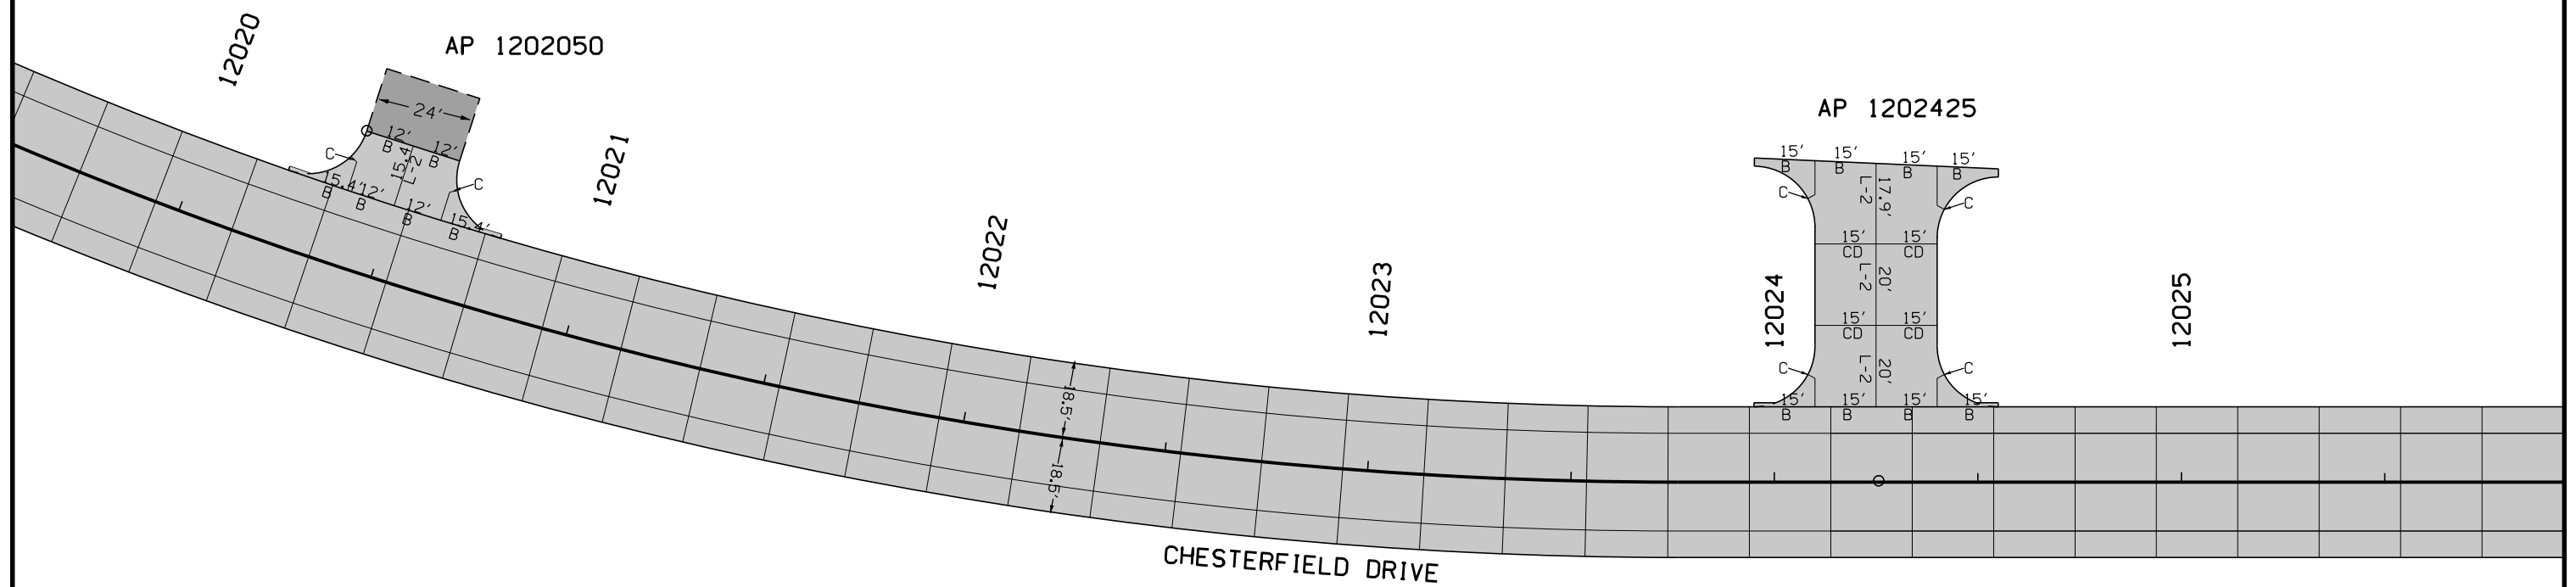 12020
AP 1202050
24'
12'
B
12'
B
15.4'
L-2
C
C
15.4'
B
12'
B
12'
B
15.4'
B
12021
12022
18.5'
18.5'
12023
AP 1202425
15'
B
15'
B
15'
B
15'
B
C
L-2
17.9'
C
15'
CD
15'
CD
L-2
20'
15'
CD
15'
CD
C
L-2
20'
C
15'
B
15'
B
15'
B
15'
B
12024
12025
CHESTERFIELD DRIVE